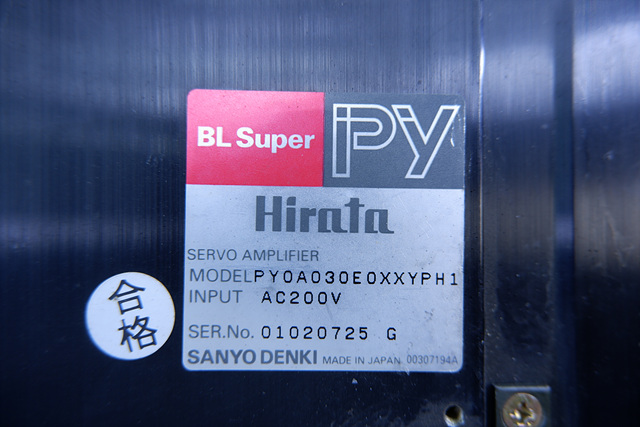 BL Super PY
Hirata
SERVO AMPLIFIER
MODEL PY0A030E0XXYPH1
INPUT AC200V
SER.No. 01020725 G
SANYO DENKI MADE IN JAPAN 00307194A
合格